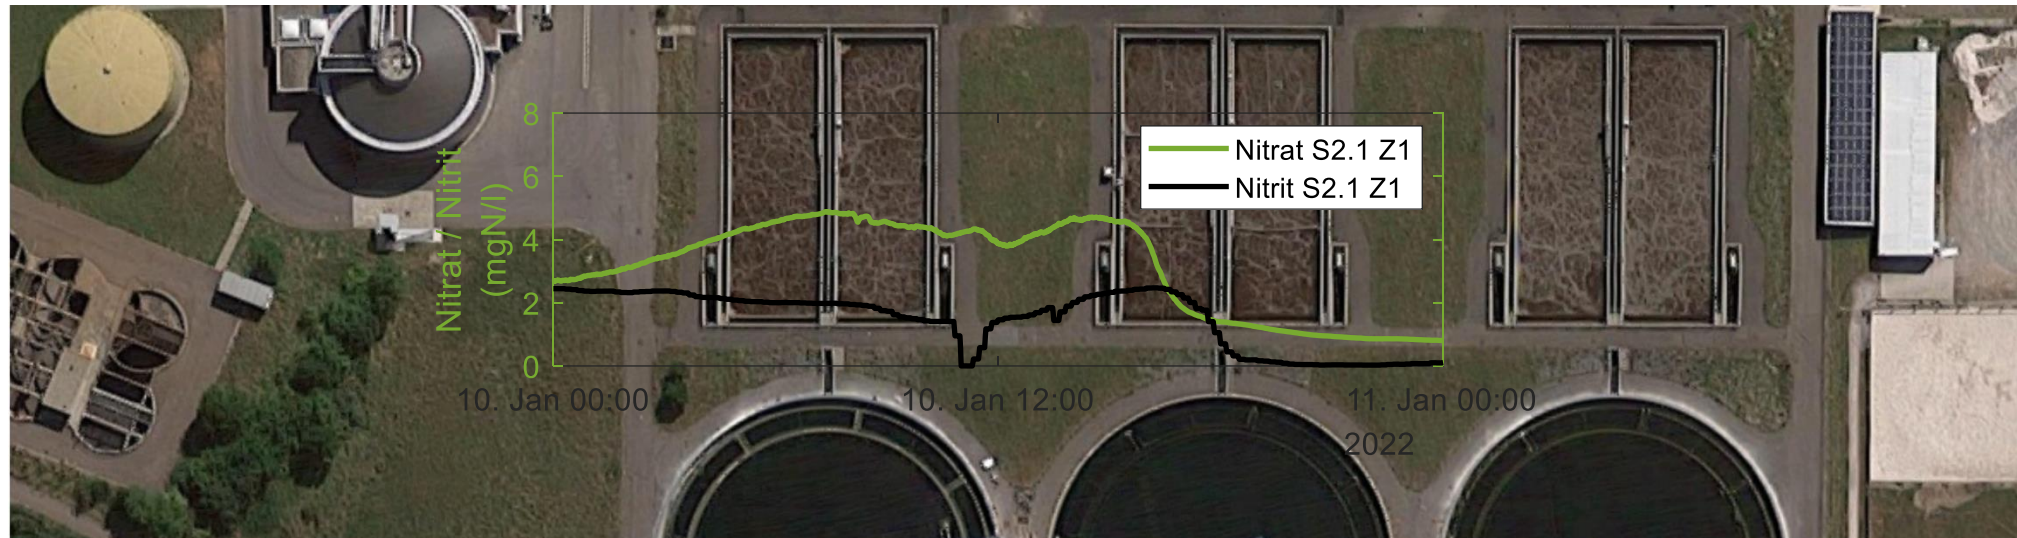 8
6
4
2
0
Nitrat / Nitrit
(mgN/l)
Nitrat S2.1 Z1
Nitrit S2.1 Z1
10. Jan 00:00
10. Jan 12:00
11. Jan 00:00
2022